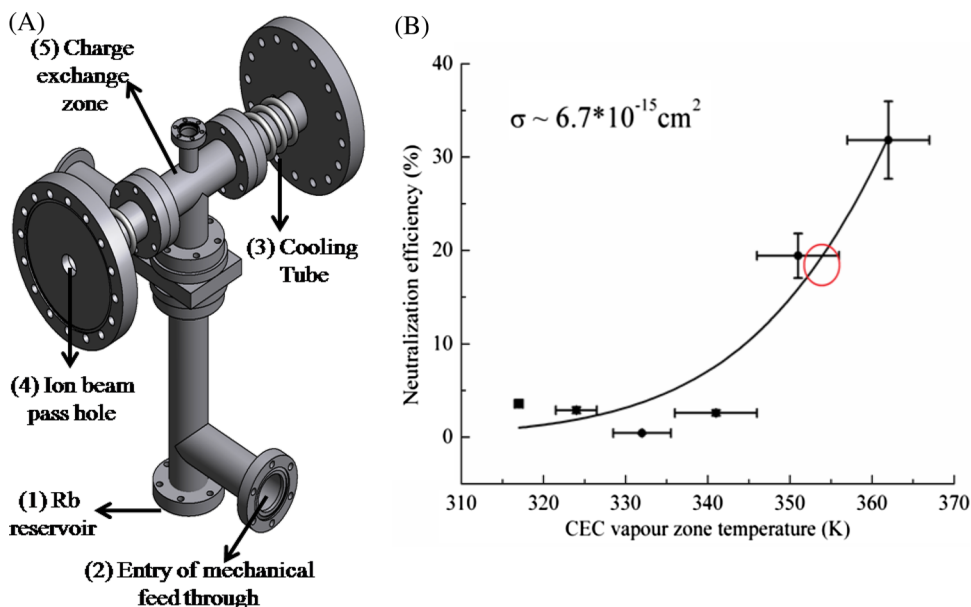 (A)
(5) Charge
exchange
zone
(3) Cooling
Tube
(4) Ion beam
pass hole
(1) Rb
reservoir
(2) Entry of mechanical
feed through
(B)
σ ~ 6.7*10⁻¹⁵cm²
Neutralization efficiency (%)
40
30
20
10
0
310 320 330 340 350 360 370
CEC vapour zone temperature (K)